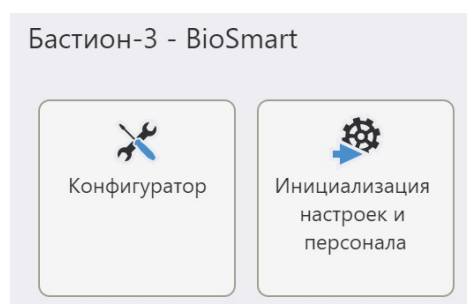 Бастион-3 - BioSmart
Конфигуратор
Инициализация
настроек и
персонала